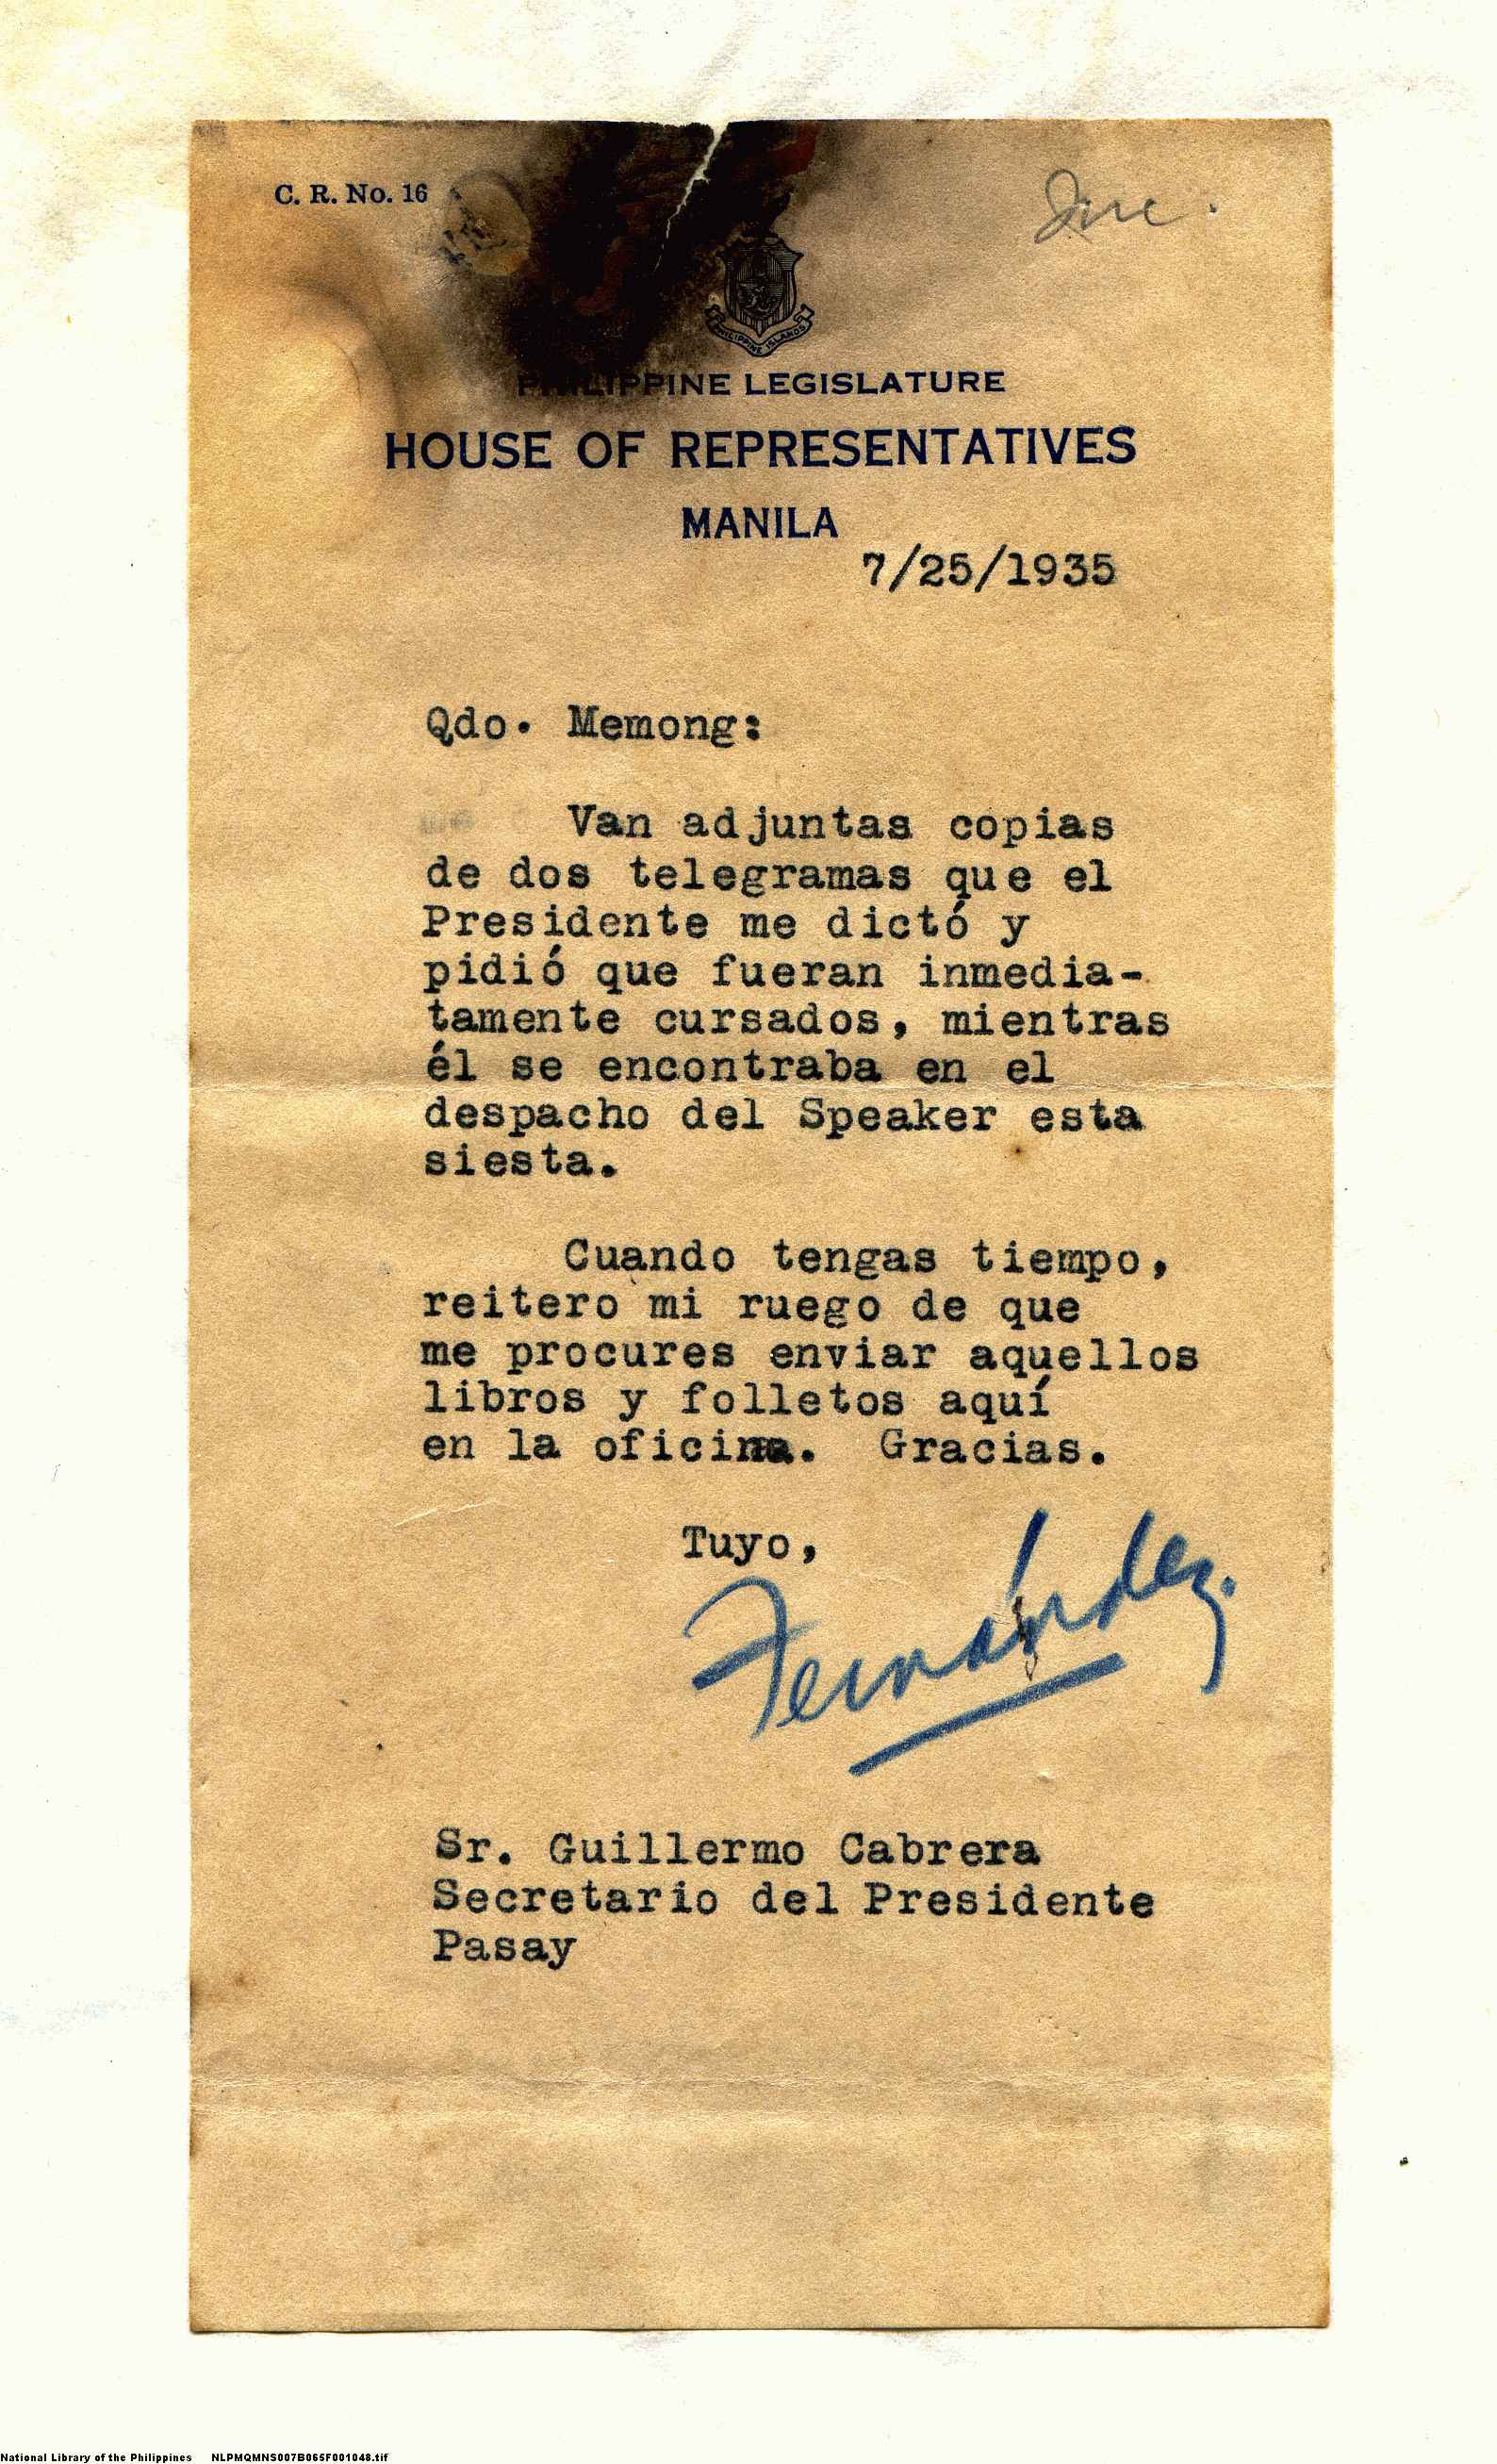 C. R. No. 16
PHILIPPINE ISLANDS
PHILIPPINE LEGISLATURE
HOUSE OF REPRESENTATIVES
MANILA
7/25/1935
Qdo. Memong:
Van adjuntas copias
de dos telegramas que el
Presidente me dictó y
pidió que fueran inmedia-
tamente cursados, mientras
él se encontraba en el
despacho del Speaker esta
siesta.
Cuando tengas tiempo,
reitero mi ruego de que
me procures enviar aquellos
libros y folletos aquí
en la oficina. Gracias.
Tuyo,
Fernández.
Sr. Guillermo Cabrera
Secretario del Presidente
Pasay
National Library of the Philippines NLPMQMNS007B065F001048.tif